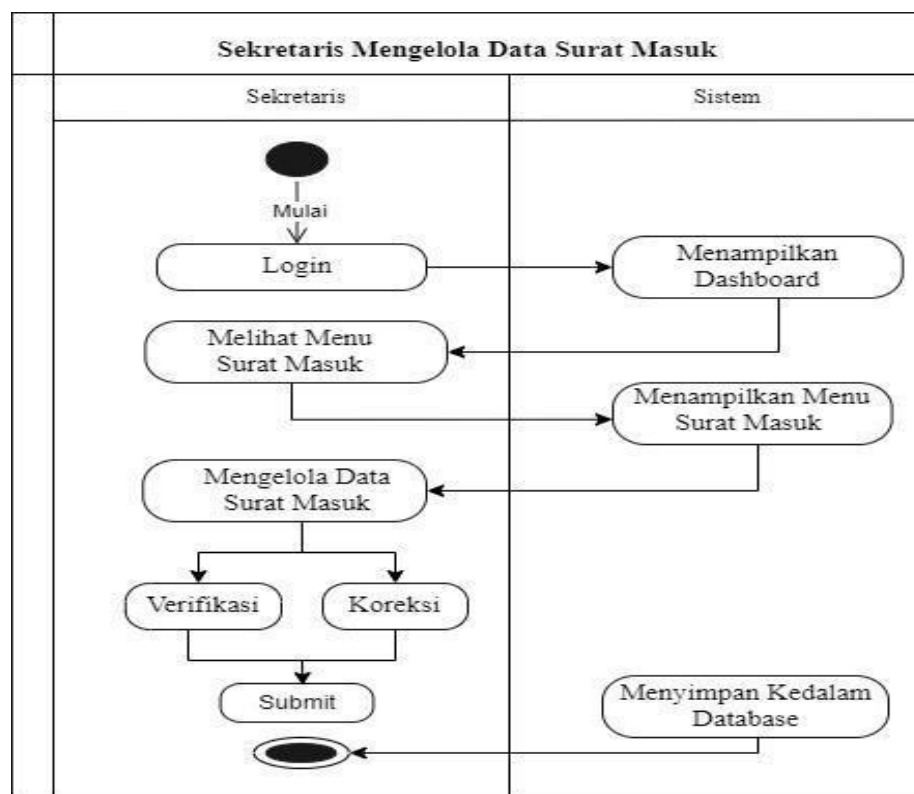 Sekretaris Mengelola Data Surat Masuk
Sekretaris
Sistem
Mulai
Login
Menampilkan
Dashboard
Melihat Menu
Surat Masuk
Menampilkan Menu
Surat Masuk
Mengelola Data
Surat Masuk
Verifikasi
Koreksi
Submit
Menyimpan Kedalam
Database